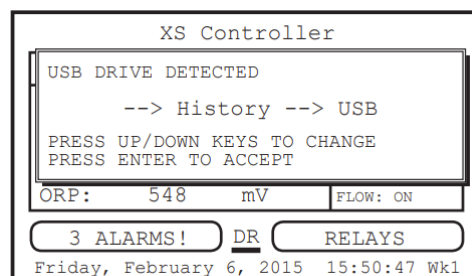 XS Controller
USB DRIVE DETECTED
--> History --> USB
PRESS UP/DOWN KEYS TO CHANGE
PRESS ENTER TO ACCEPT
ORP: 548 mV FLOW: ON
3 ALARMS! DR RELAYS
Friday, February 6, 2015 15:50:47 Wk1